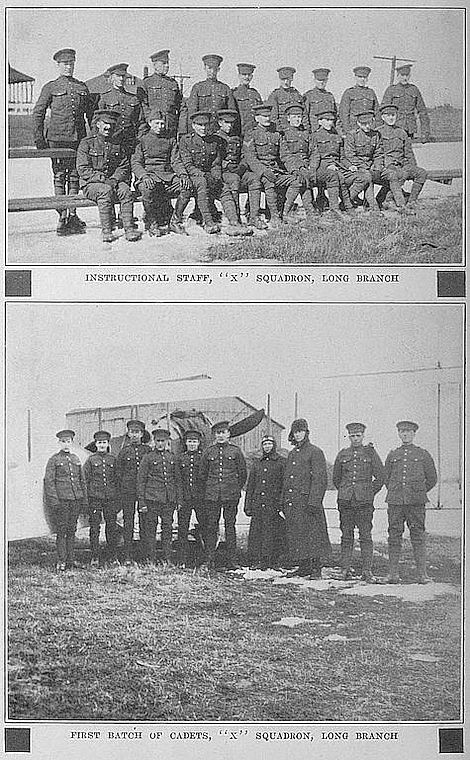 INSTRUCTIONAL STAFF, "X" SQUADRON, LONG BRANCH
FIRST BATCH OF CADETS, "X" SQUADRON, LONG BRANCH